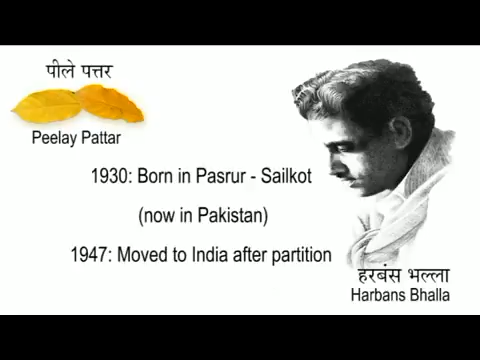 पीले पत्तर
Peelay Pattar
1930: Born in Pasrur - Sailkot
(now in Pakistan)
1947: Moved to India after partition
हरबंस भल्ला
Harbans Bhalla